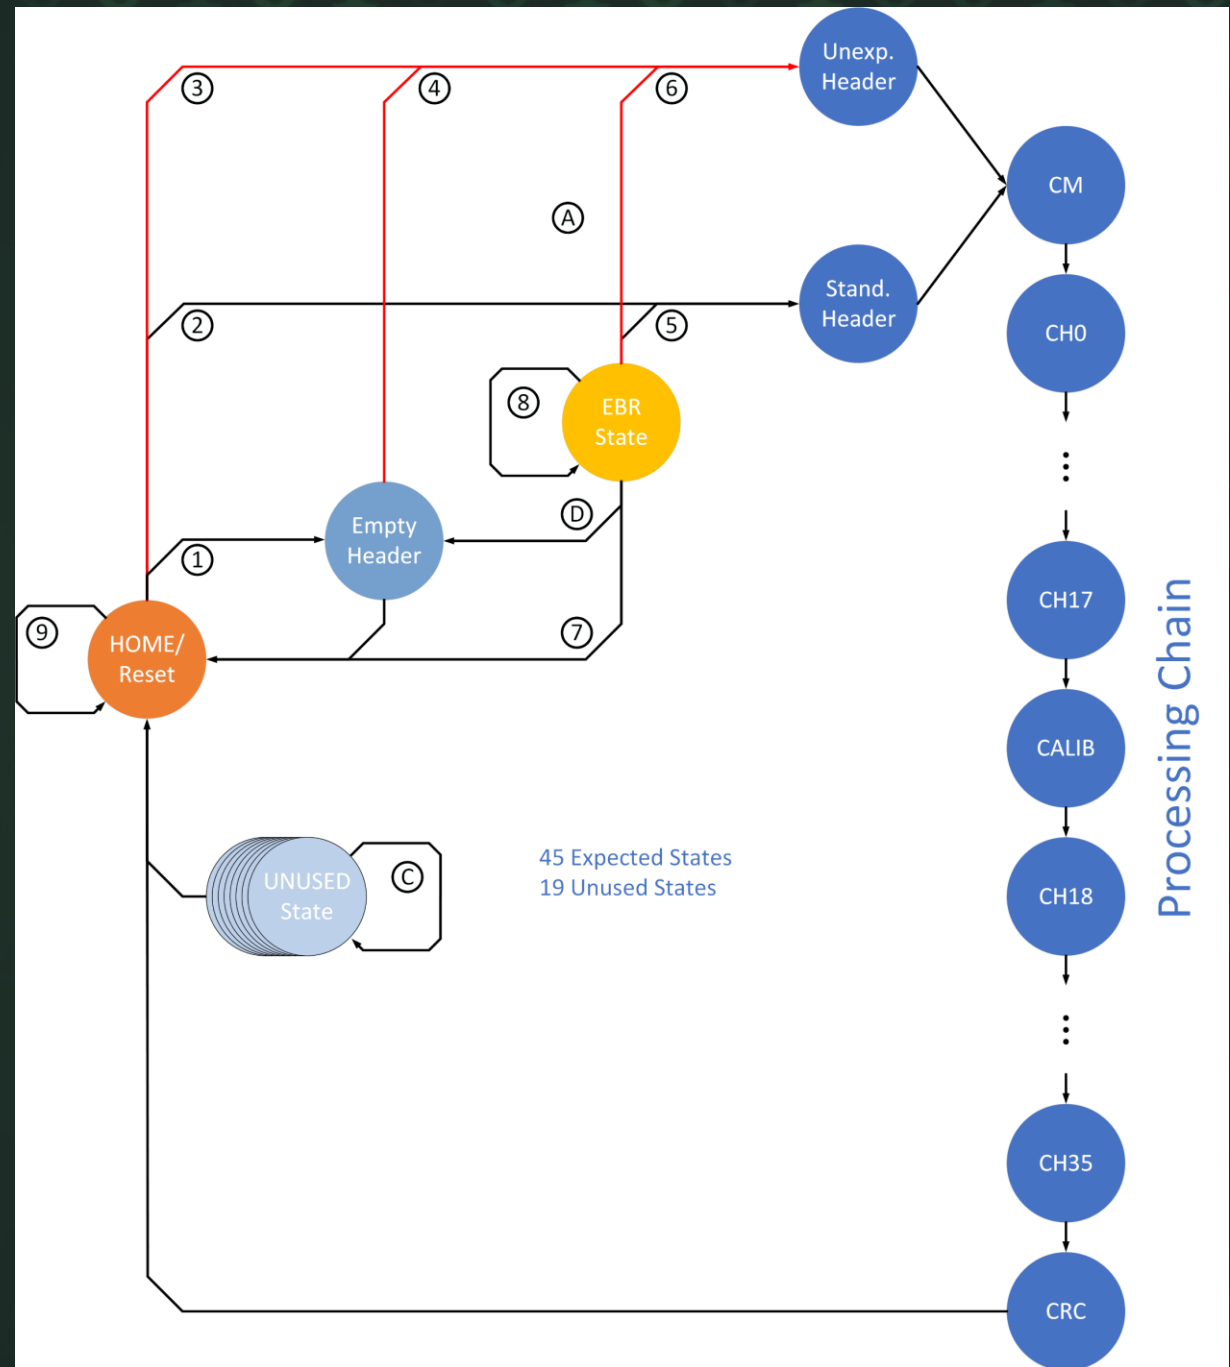 3
4
6
Unexp.
Header
CM
A
2
5
Stand.
Header
CH0
8
EBR
State
1
Empty
Header
D
9
HOME/
Reset
7
CH17
CALIB
CH18
CH35
CRC
Processing Chain
UNUSED
State
C
45 Expected States
19 Unused States